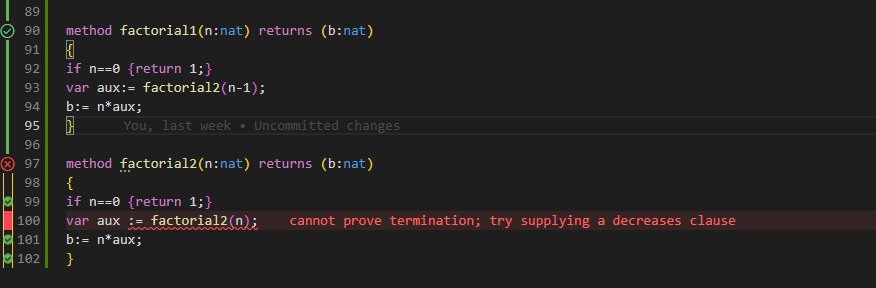 89
90 method factorial1(n:nat) returns (b:nat)
91 {
92 if n==0 {return 1;}
93 var aux:= factorial2(n-1);
94 b:= n*aux;
95 } You, last week • Uncommitted changes
96
97 method factorial2(n:nat) returns (b:nat)
98 {
99 if n==0 {return 1;}
100 var aux := factorial2(n); cannot prove termination; try supplying a decreases clause
101 b:= n*aux;
102 }